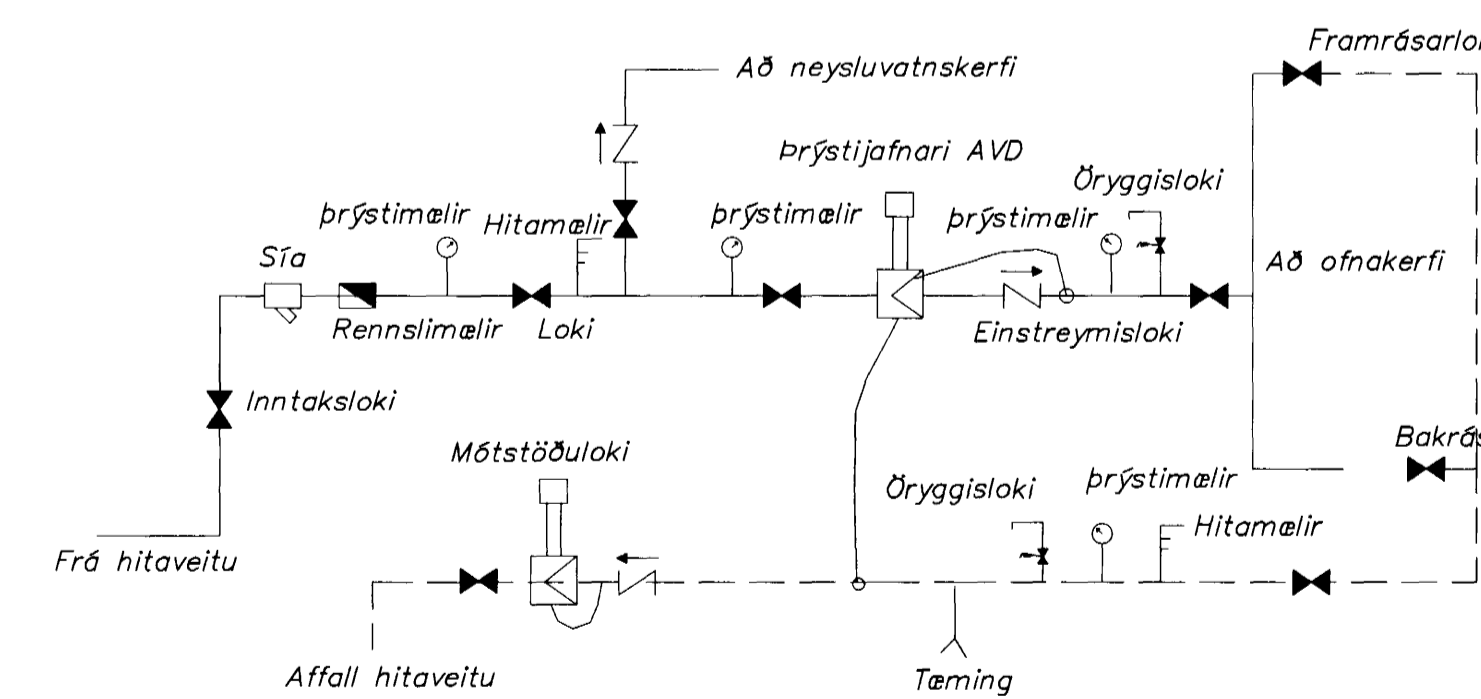 Framrásarlo
Að neysluvatnskerfi
Þrýstijafnari AVD
Öryggisloki
þrýstimælir
Hitamælir
þrýstimælir
þrýstimælir
Sía
Að ofnakerfi
Rennslimælir
Loki
Einstreymisloki
Inntaksloki
Mótstöðuloki
Bakrás
Öryggisloki
þrýstimælir
Hitamælir
Frá hitaveitu
Affall hitaveitu
Tæming